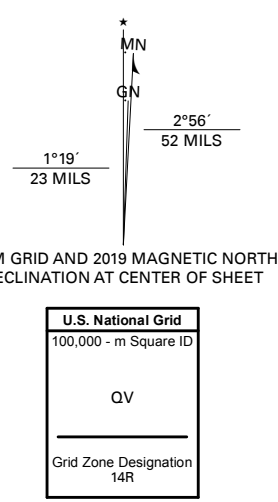 MN
GN
2°56´
52 MILS
1°19´
23 MILS
GRID AND 2019 MAGNETIC NORTH
AT CENTER OF SHEET
U.S. National Grid
100,000 - m Square ID
QV
Grid Zone Designation
14R